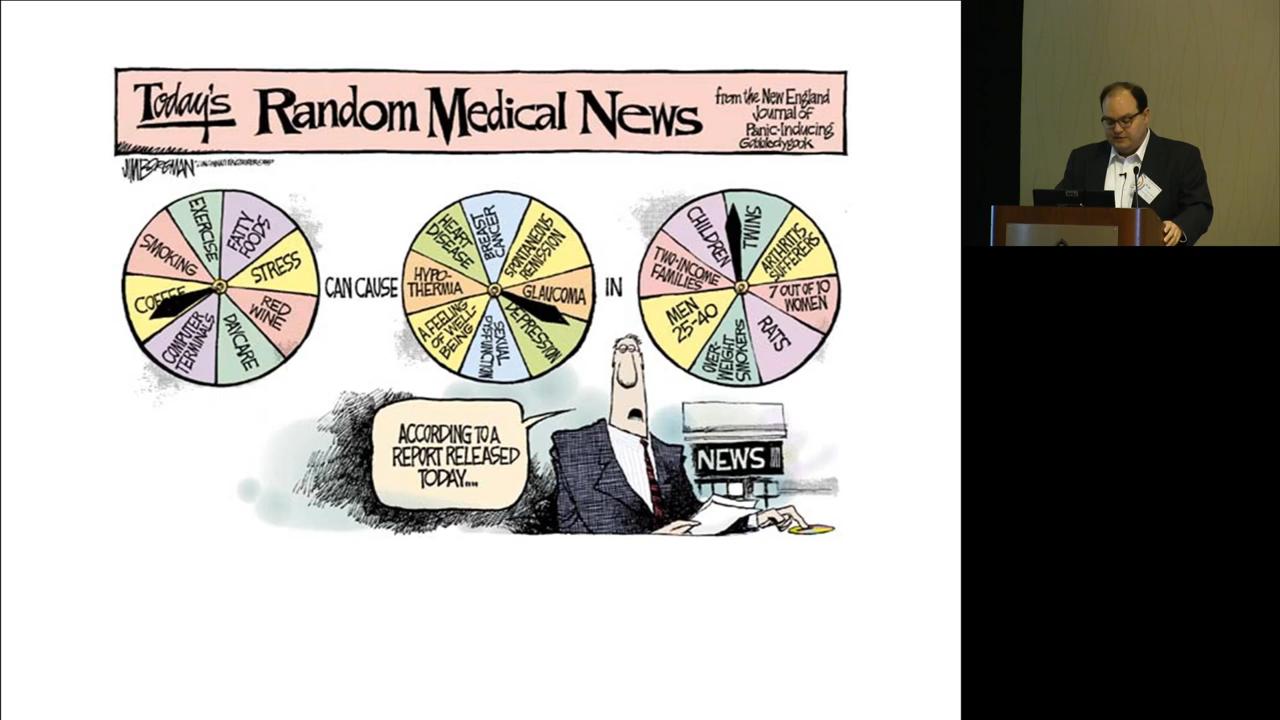 Today's Random Medical News
from the New England
Journal of
Panic-Inducing
Gobbledygook
JIM BORGMAN
EXERCISE
FATTY
FOODS
STRESS
RED
WINE
DAYCARE
COMPUTER
TERMINALS
COFFEE
SMOKING
CAN CAUSE
HEART
DISEASE
BREAST
CANCER
SPONTANEOUS
REMISSION
GLAUCOMA
DEPRESSION
SEXUAL
DYSFUNCTION
A FEELING
OF WELL-
BEING
HYPO-
THERMIA
IN
CHILDREN
TWINS
ARTHRITIS
SUFFERERS
7 OUT OF 10
WOMEN
RATS
OVER-
WEIGHT
SMOKERS
MEN
25-40
TWO-INCOME
FAMILIES
ACCORDING TO A
REPORT RELEASED
TODAY...
NEWS